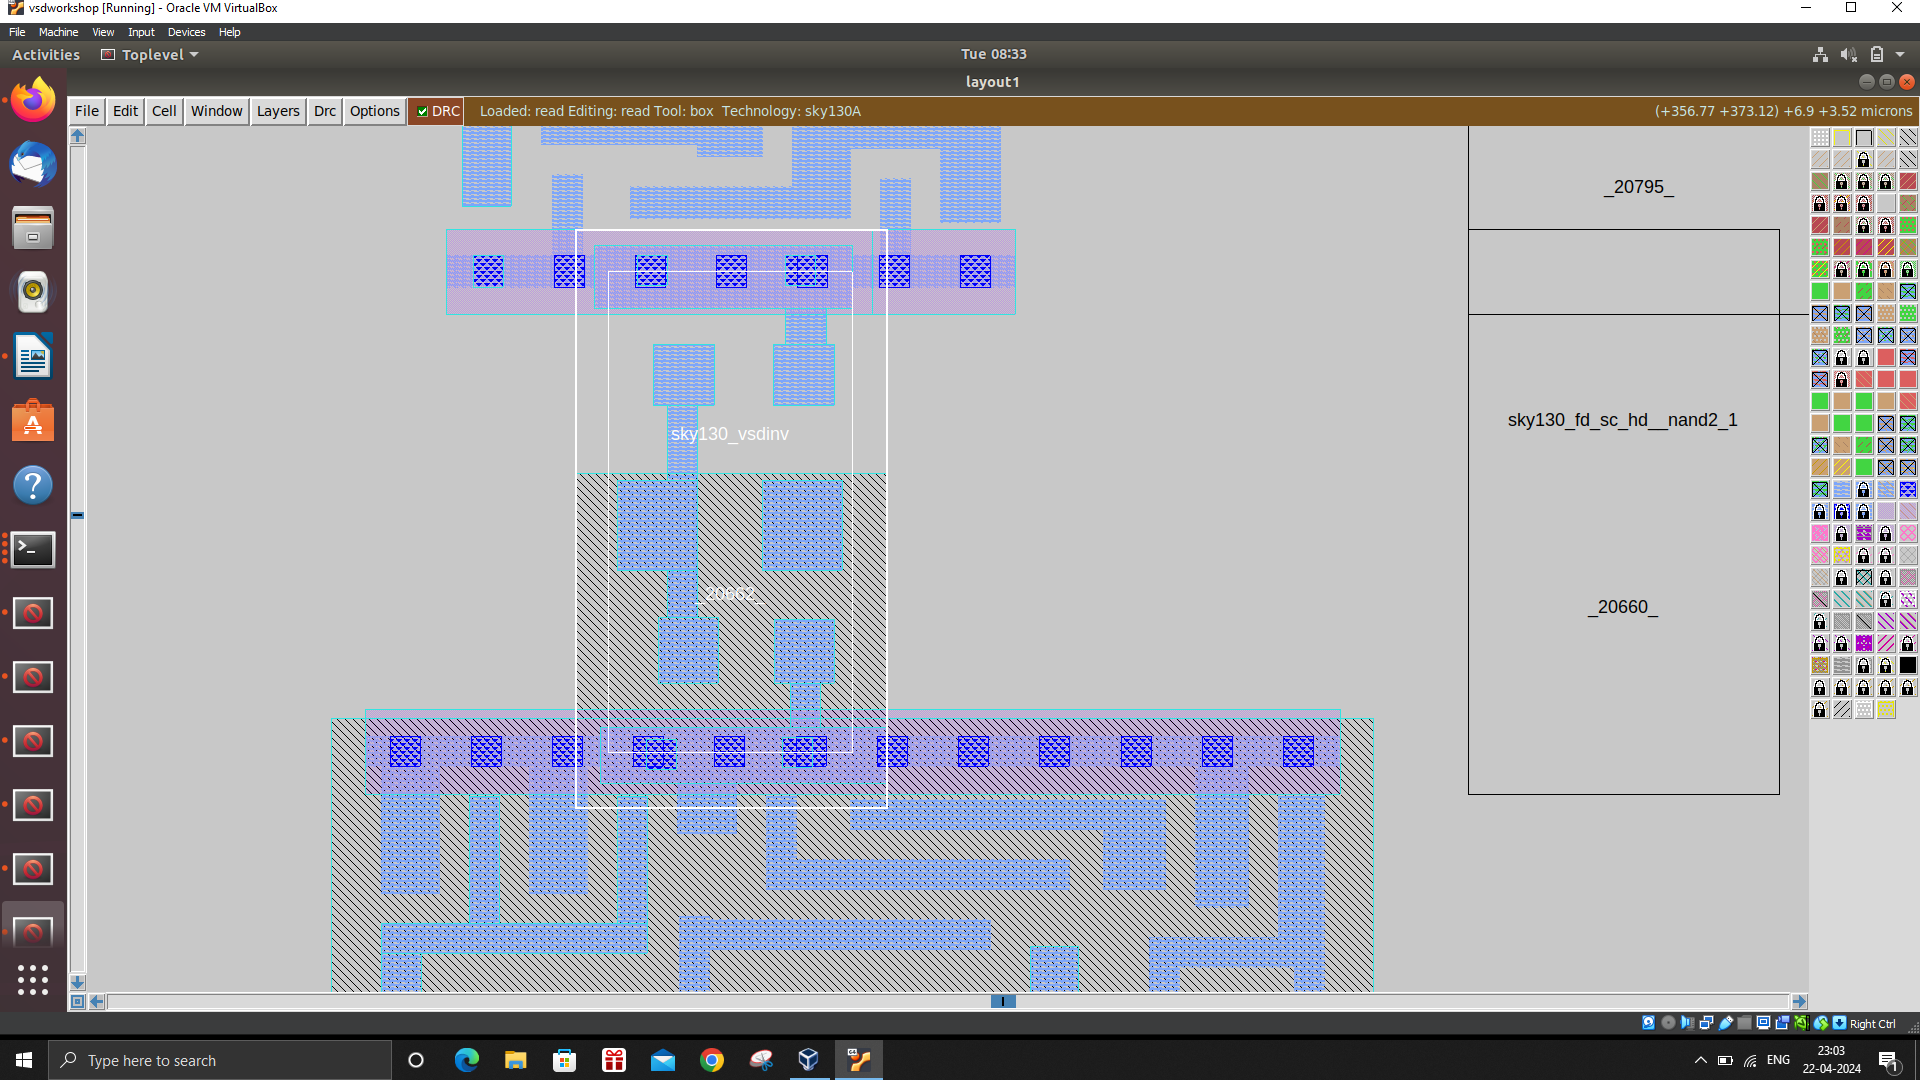 vsdworkshop [Running] - Oracle VM VirtualBox
File Machine View Input Devices Help
Activities Toplevel Tue 08:33
layout1
File Edit Cell Window Layers Drc Options DRC Loaded: read Editing: read Tool: box Technology: sky130A (+356.77 +373.12) +6.9 +3.52 microns
_20795_
sky130_fd_sc_hd__nand2_1
sky130_vsdinv
_20662_
_20660_
Right Ctrl
Type here to search
ENG
23:03
22-04-2024
1